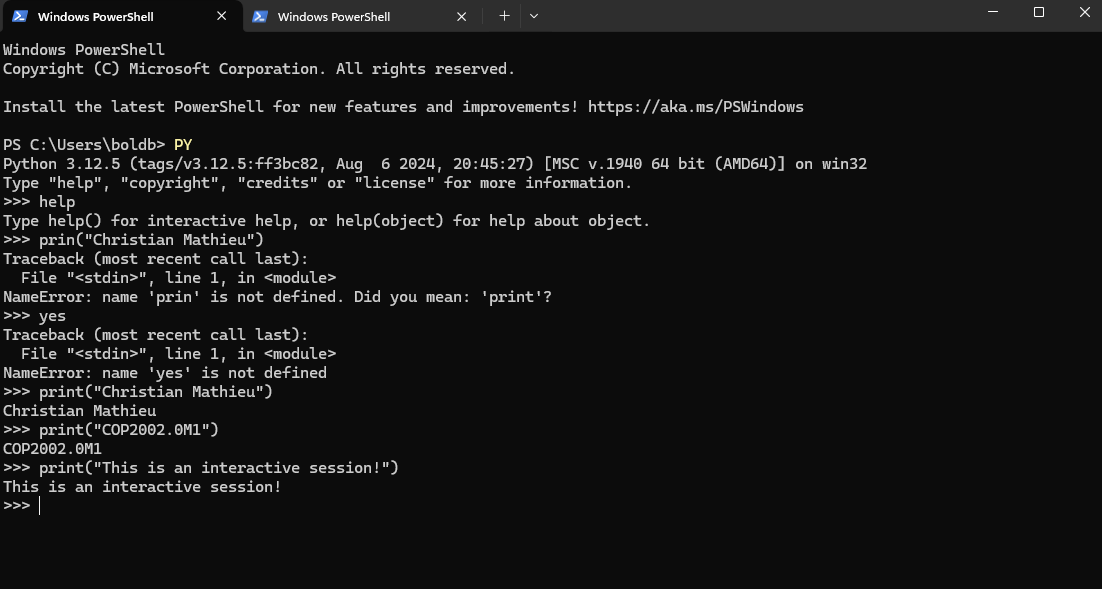 Windows PowerShell
Windows PowerShell
Windows PowerShell
Copyright (C) Microsoft Corporation. All rights reserved.
Install the latest PowerShell for new features and improvements! https://aka.ms/PSWindows
PS C:\Users\boldb> PY
Python 3.12.5 (tags/v3.12.5:ff3bc82, Aug  6 2024, 20:45:27) [MSC v.1940 64 bit (AMD64)] on win32
Type "help", "copyright", "credits" or "license" for more information.
>>> help
Type help() for interactive help, or help(object) for help about object.
>>> prin("Christian Mathieu")
Traceback (most recent call last):
  File "<stdin>", line 1, in <module>
NameError: name 'prin' is not defined. Did you mean: 'print'?
>>> yes
Traceback (most recent call last):
  File "<stdin>", line 1, in <module>
NameError: name 'yes' is not defined
>>> print("Christian Mathieu")
Christian Mathieu
>>> print("COP2002.0M1")
COP2002.0M1
>>> print("This is an interactive session!")
This is an interactive session!
>>>